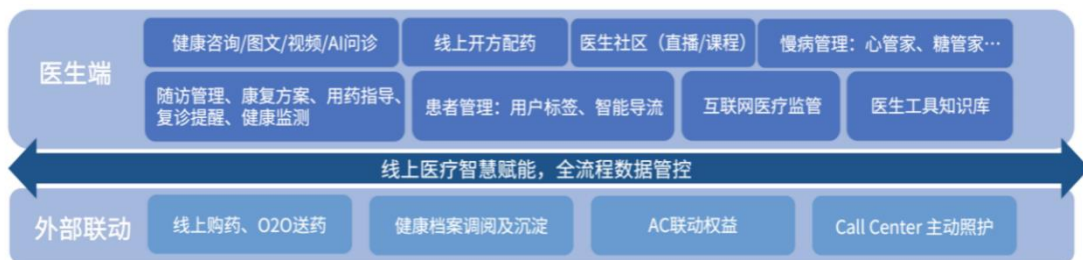 医生端
健康咨询/图文/视频/AI问诊
线上开方配药
医生社区（直播/课程）
慢病管理：心管家、糖管家…
随访管理、康复方案、用药指导、
复诊提醒、健康监测
患者管理：用户标签、智能导流
互联网医疗监管
医生工具知识库
线上医疗智慧赋能，全流程数据管控
外部联动
线上购药、O2O送药
健康档案调阅及沉淀
AC联动权益
Call Center 主动照护